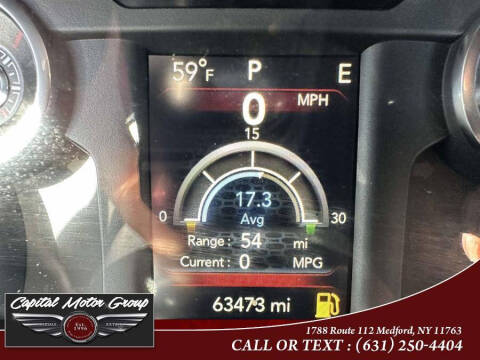 59°F P E
0 MPH
15
17.3
0 Avg 30
Range : 54 mi
Current : 0 MPG
63473 mi
Capital Motor Group
Est.
1996
1788 Route 112 Medford, NY 11763
CALL OR TEXT : (631) 250-4404